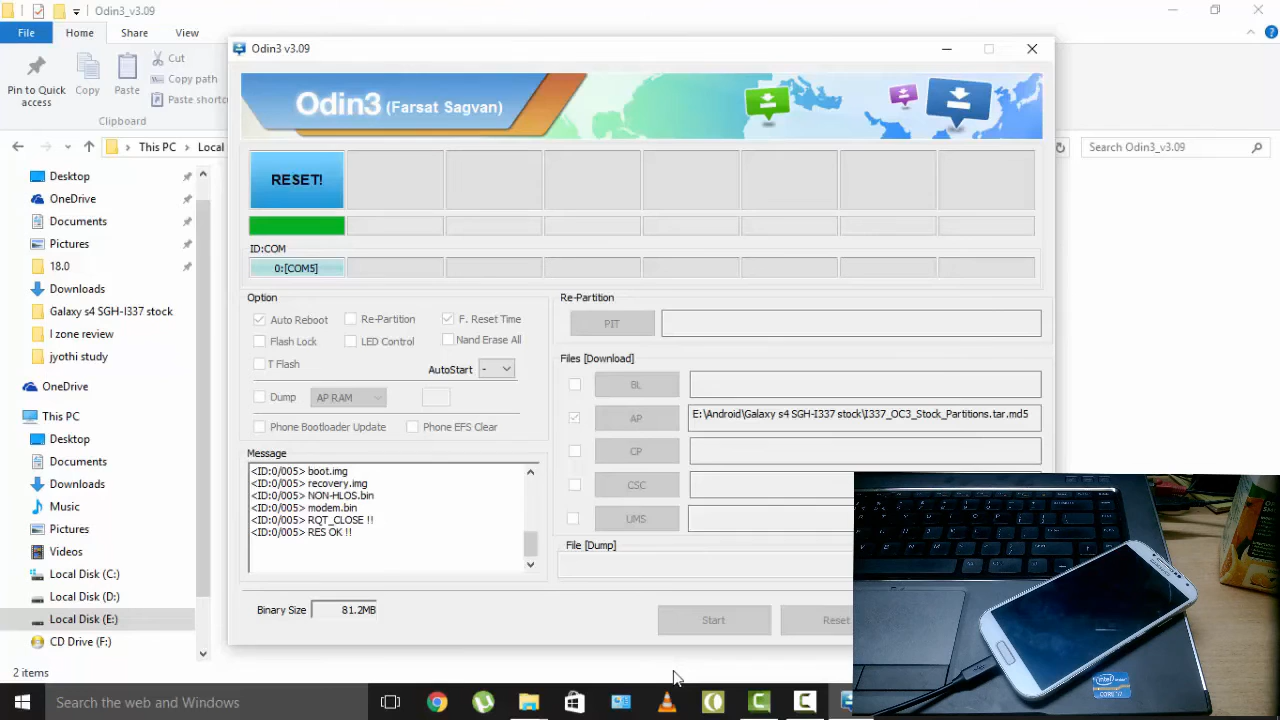 Odin3_v3.09
File
Home
Share
View
Pin to Quick access
Copy
Paste
Cut
Copy path
Paste shortc
Clipboard
This PC
Local
Search Odin3_v3.09
Desktop
OneDrive
Documents
Pictures
18.0
Downloads
Galaxy s4 SGH-I337 stock
I zone review
jyothi study
OneDrive
This PC
Desktop
Documents
Downloads
Music
Pictures
Videos
Local Disk (C:)
Local Disk (D:)
Local Disk (E:)
CD Drive (F:)
2 items
Odin3 v3.09
Odin3 (Farsat Sagvan)
RESET!
ID:COM
0:[COM5]
Option
Auto Reboot
Re-Partition
F. Reset Time
Flash Lock
LED Control
Nand Erase All
T Flash
AutoStart
-
Dump
AP RAM
Phone Bootloader Update
Phone EFS Clear
Message
<ID:0/005> boot.img
<ID:0/005> recovery.img
<ID:0/005> NON-HLOS.bin
<ID:0/005> modem.bin
<ID:0/005> RQT_CLOSE !!
<ID:0/005> RES OK !!
Binary Size
81.2MB
Re-Partition
PIT
Files [Download]
BL
AP
E:\Android\Galaxy s4 SGH-I337 stock\I337_OC3_Stock_Partitions.tar.md5
CP
CSC
UMS
File [Dump]
Start
Reset
Search the web and Windows
intel
CORE i7